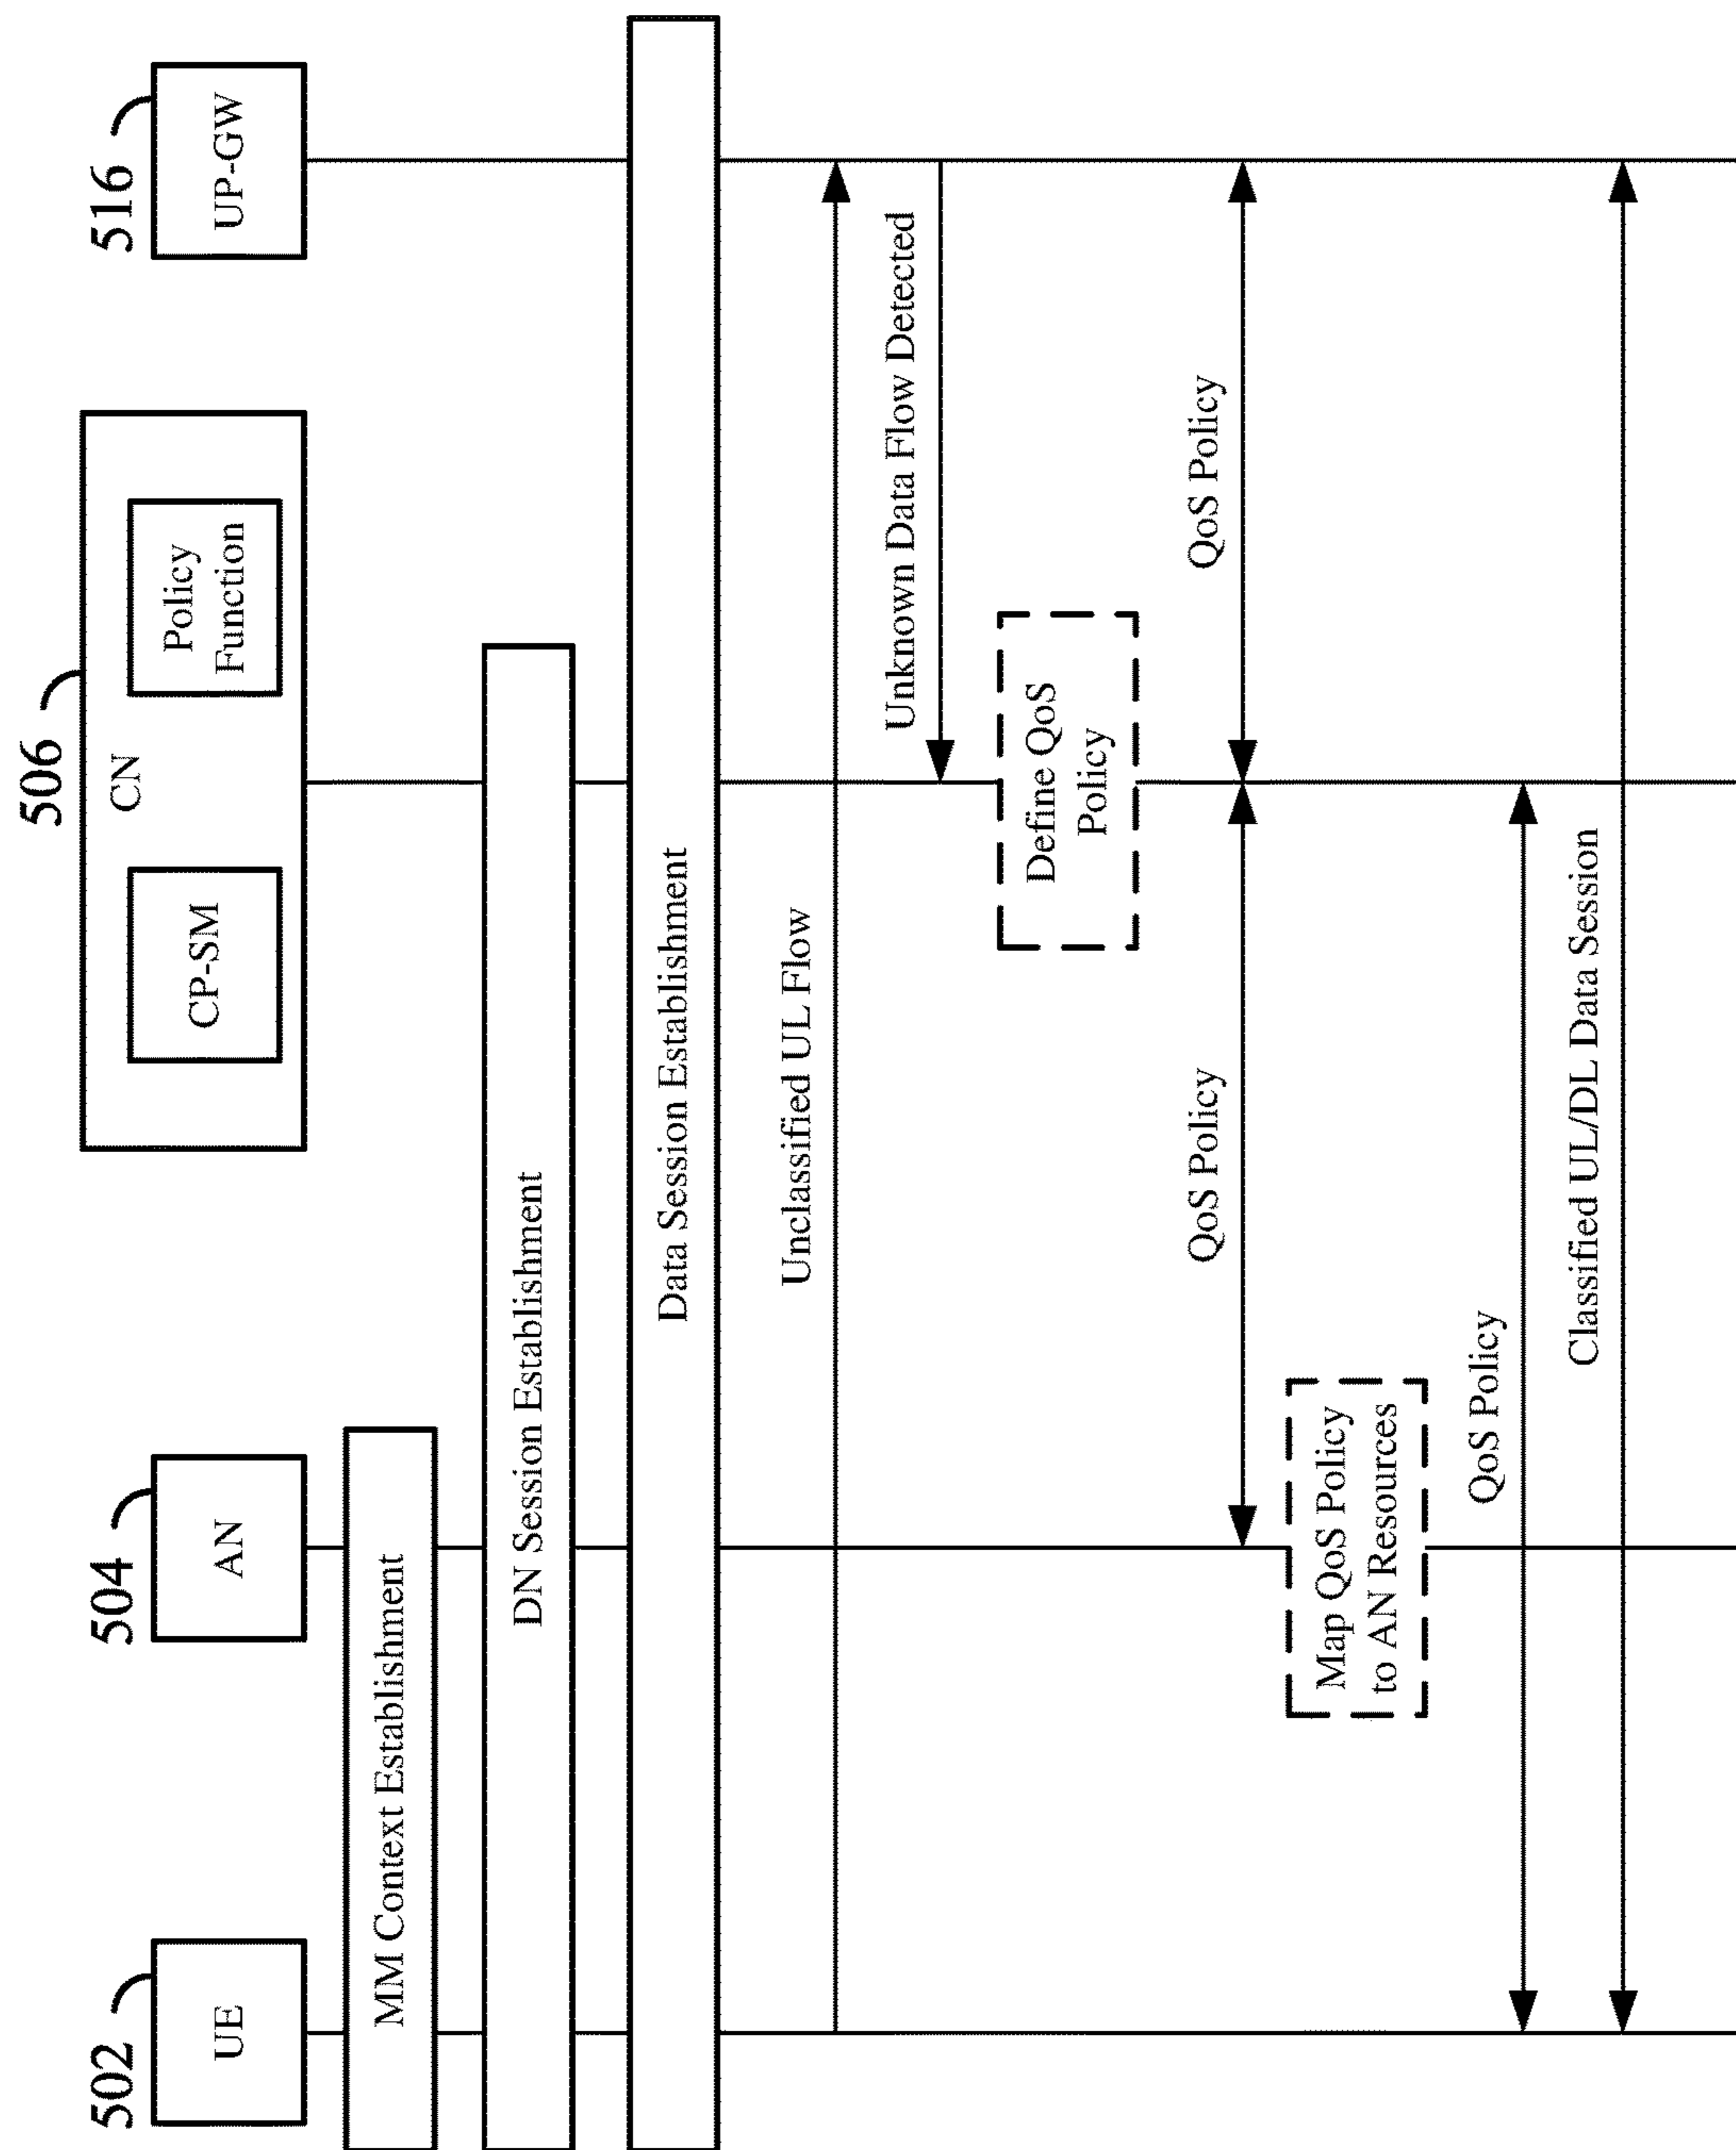 502
504
506
516
UE
AN
CN
CP-SM
Policy
Function
UP-GW
MM Context Establishment
DN Session Establishment
Data Session Establishment
Unclassified UL Flow
Unknown Data Flow Detected
Define QoS
Policy
QoS Policy
QoS Policy
Map QoS Policy
to AN Resources
QoS Policy
Classified UL/DL Data Session